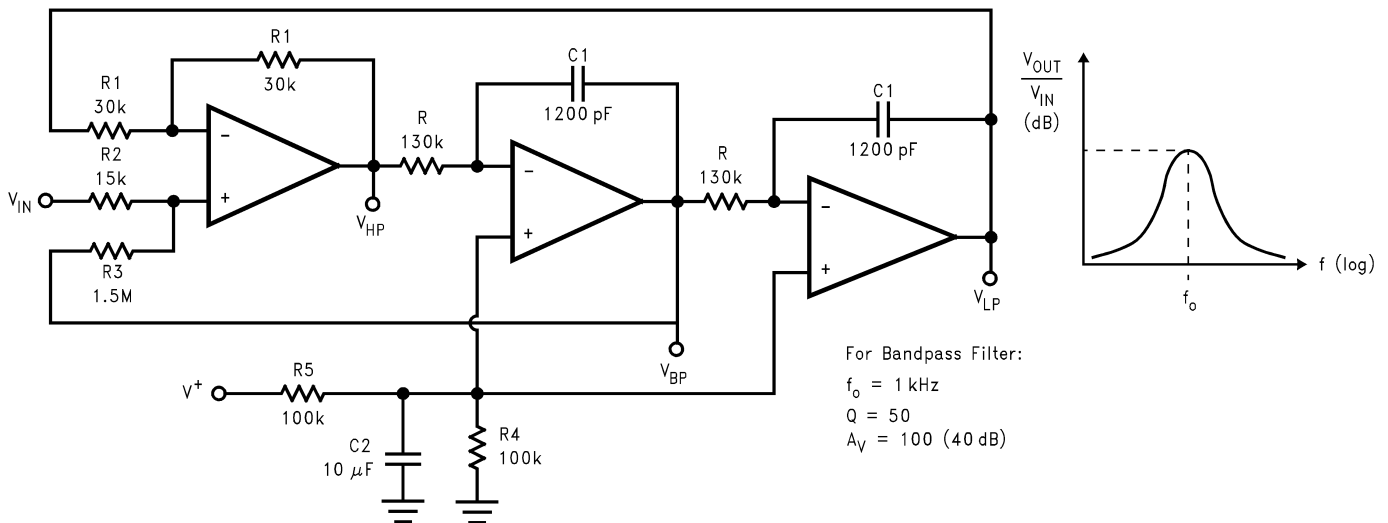 R1
30k
R1
30k
R2
15k
V_IN
R3
1.5M
V_HP
R
130k
C1
1200 pF
R
130k
C1
1200 pF
V_BP
V_LP
V+
R5
100k
C2
10 μF
R4
100k
V_OUT
V_IN
(dB)
f (log)
f_o
For Bandpass Filter:
f_o = 1 kHz
Q = 50
A_V = 100 (40 dB)